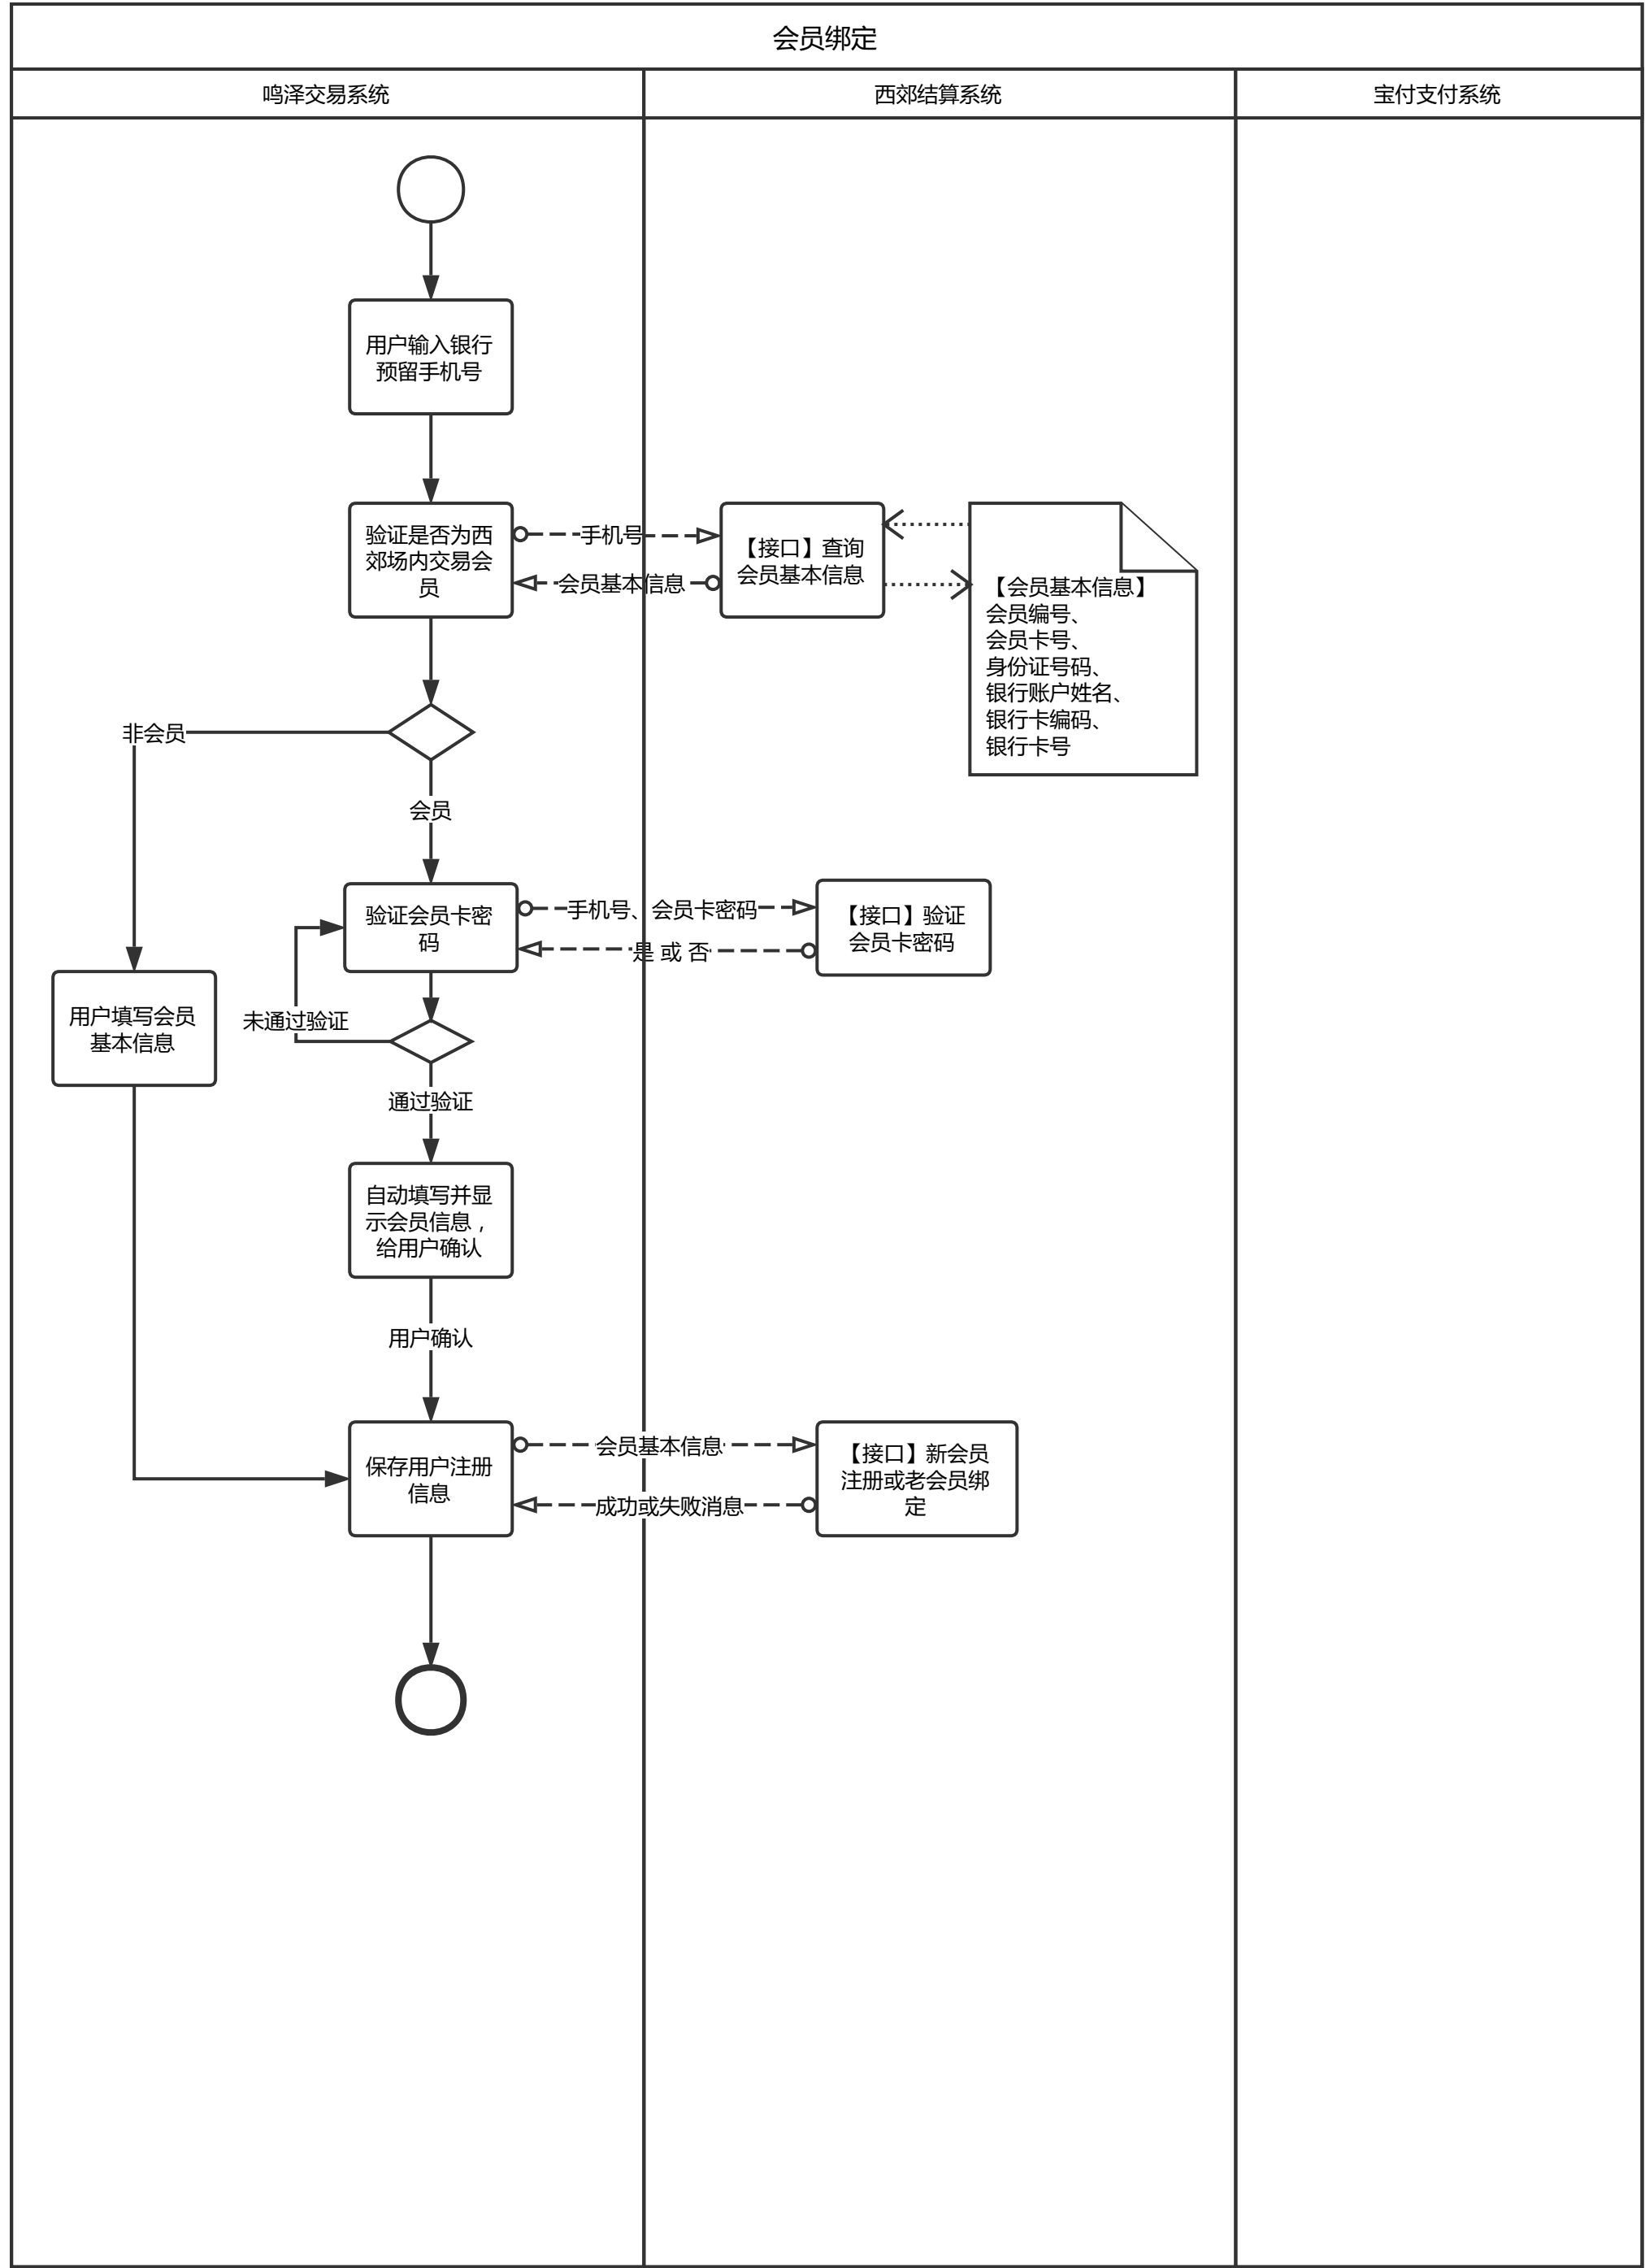 会员绑定
鸣泽交易系统
西郊结算系统
宝付支付系统
用户输入银行
预留手机号
验证是否为西
郊场内交易会
员
手机号
会员基本信息
【接口】查询
会员基本信息
【会员基本信息】
会员编号、
会员卡号、
身份证号码、
银行账户姓名、
银行卡编码、
银行卡号
非会员
会员
验证会员卡密
码
手机号、会员卡密码
是 或 否
【接口】验证
会员卡密码
用户填写会员
基本信息
未通过验证
通过验证
自动填写并显
示会员信息，
给用户确认
用户确认
保存用户注册
信息
会员基本信息
成功或失败消息
【接口】新会员
注册或老会员绑
定